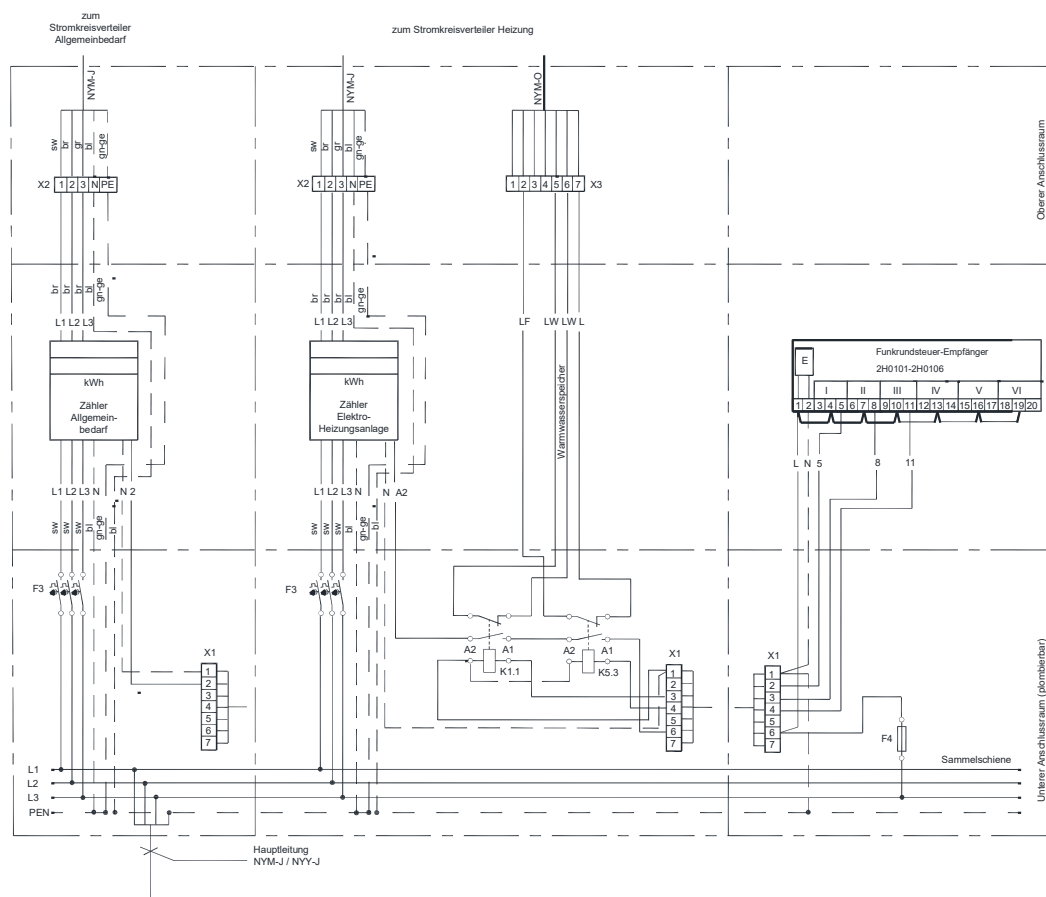 zum
Stromkreisverteiler
Allgemeinbedarf
zum Stromkreisverteiler Heizung
NYM-J
NYM-J
NYM-O
sw br gr bl gn-ge
sw br gr bl gn-ge
X2 1 2 3 N PE
X2 1 2 3 N PE
1 2 3 4 5 6 7 X3
Oberer Anschlussraum
br br br bl gn-ge
br br br bl gn-ge
L1 L2 L3
L1 L2 L3
LF LW LW L
kWh
Zähler
Allgemein-
bedarf
kWh
Zähler
Elektro-
Heizungsanlage
Warmwasserspeicher
E
Funkrundsteuer-Empfänger
2H0101-2H0106
I II III IV V VI
1 2 3 4 5 6 7 8 9 10 11 12 13 14 15 16 17 18 19 20
L N 5 8 11
L1 L2 L3 N N 2
L1 L2 L3 N N A2
sw sw sw bl gn-ge bl
sw sw sw bl gn-ge bl
F3
F3
A2 A1 A2 A1
K1.1 K5.3
X1
1
2
3
4
5
6
7
X1
1
2
3
4
5
6
7
X1
1
2
3
4
5
6
7
F4
Sammelschiene
L1
L2
L3
PEN
Unterer Anschlussraum (plombierbar)
Hauptleitung
NYM-J / NYY-J